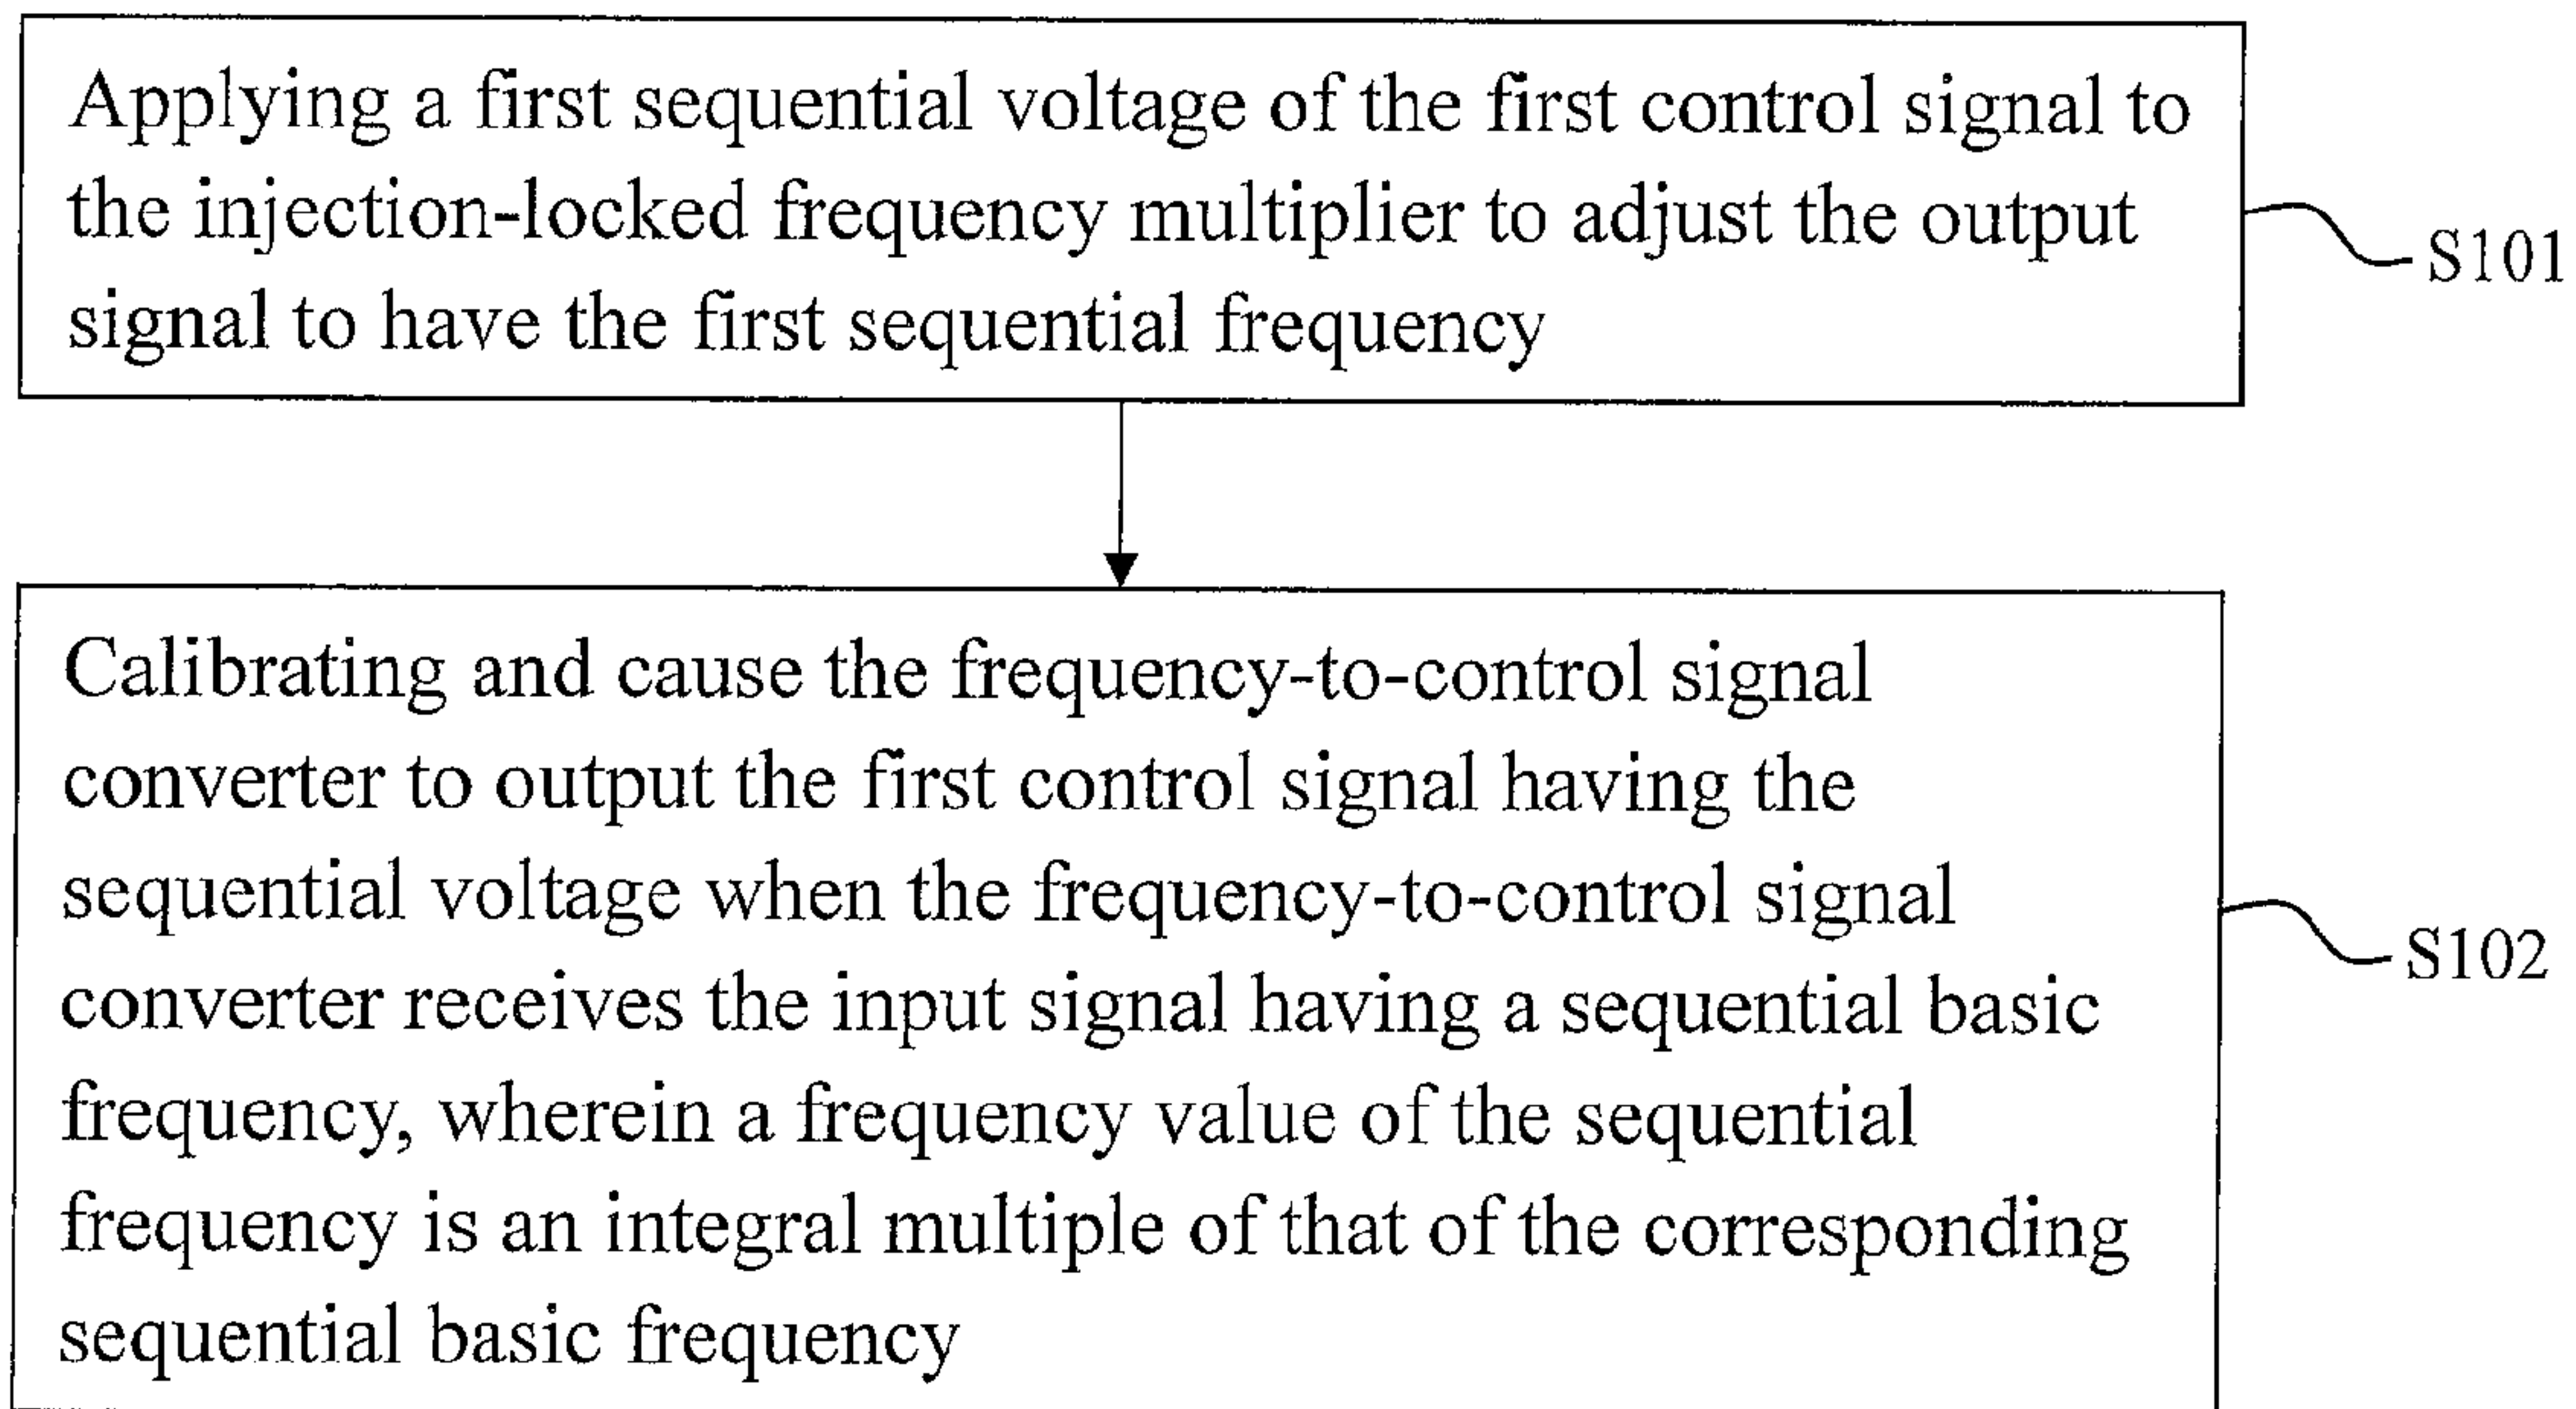 Applying a first sequential voltage of the first control signal to
the injection-locked frequency multiplier to adjust the output
signal to have the first sequential frequency
S101
Calibrating and cause the frequency-to-control signal
converter to output the first control signal having the
sequential voltage when the frequency-to-control signal
converter receives the input signal having a sequential basic
frequency, wherein a frequency value of the sequential
frequency is an integral multiple of that of the corresponding
sequential basic frequency
S102